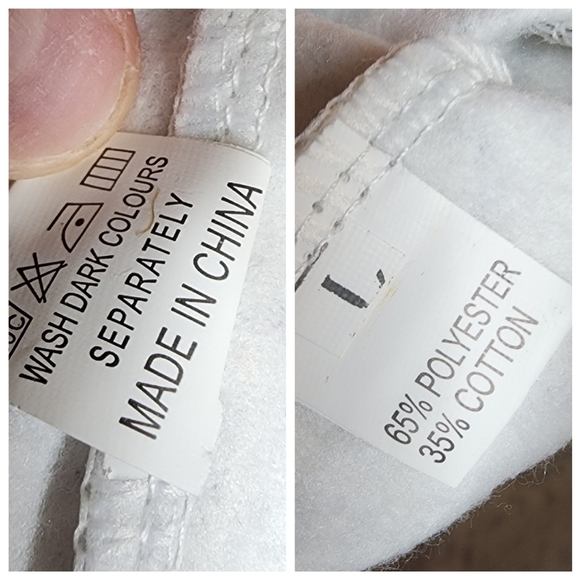 WASH DARK COLOURS
SEPARATELY
MADE IN CHINA
L
65% POLYESTER
35% COTTON